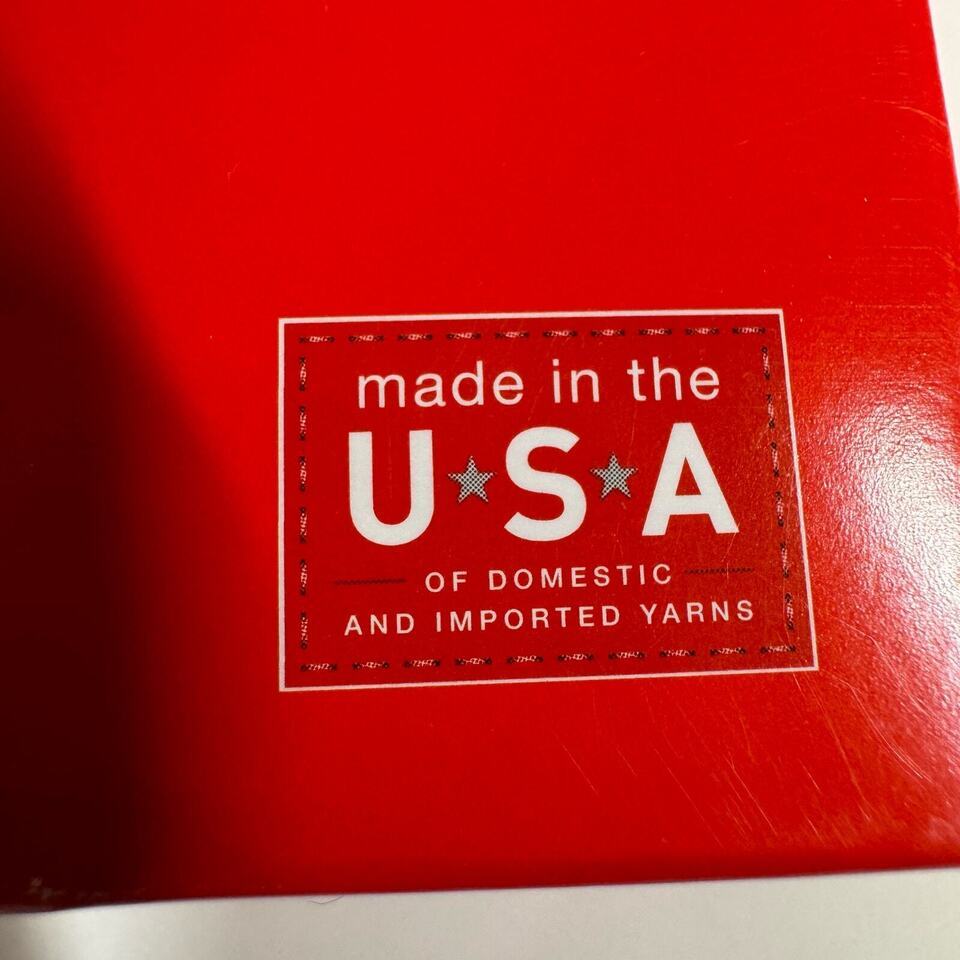 made in the
U★S★A
OF DOMESTIC
AND IMPORTED YARNS